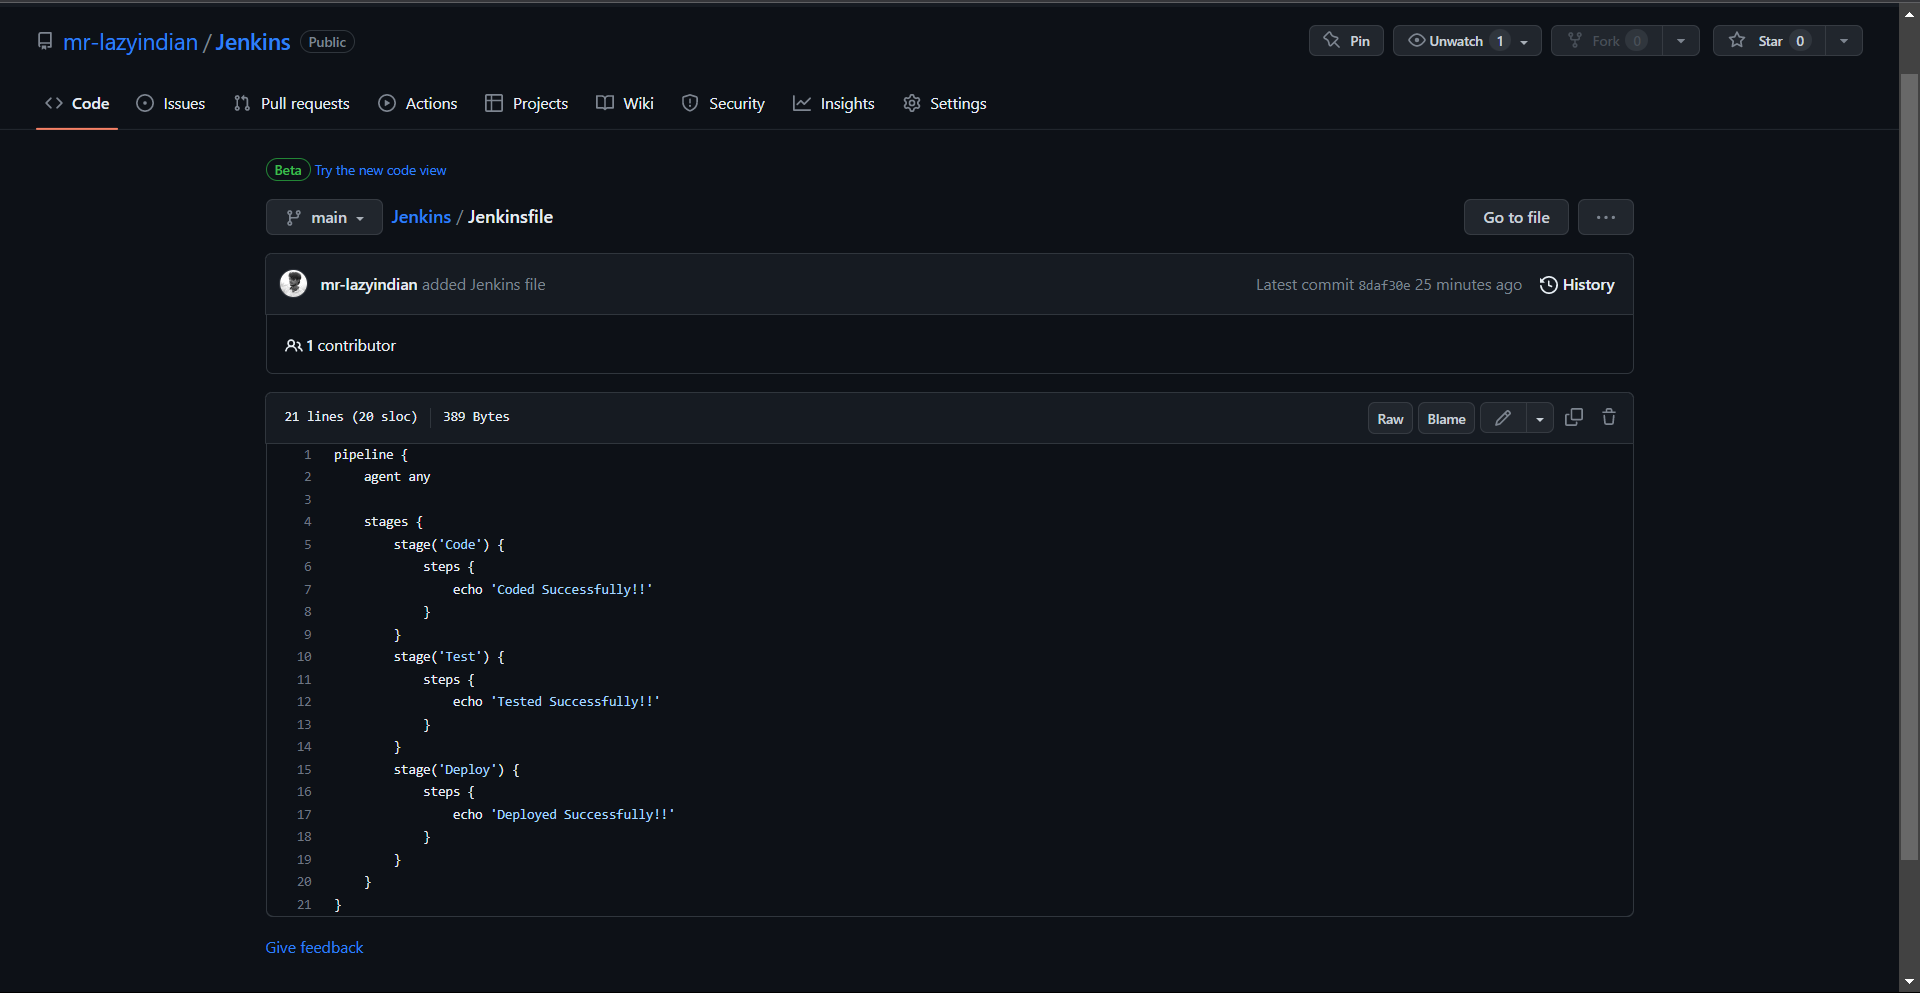 mr-lazyindian / Jenkins Public Pin Unwatch 1 Fork 0 Star 0
Code Issues Pull requests Actions Projects Wiki Security Insights Settings
Beta Try the new code view
main Jenkins / Jenkinsfile Go to file ...
mr-lazyindian added Jenkins file Latest commit 8daf30e 25 minutes ago History
1 contributor
21 lines (20 sloc) 389 Bytes Raw Blame
1 pipeline {
2     agent any
3
4     stages {
5         stage('Code') {
6             steps {
7                 echo 'Coded Successfully!!'
8             }
9         }
10         stage('Test') {
11             steps {
12                 echo 'Tested Successfully!!'
13             }
14         }
15         stage('Deploy') {
16             steps {
17                 echo 'Deployed Successfully!!'
18             }
19         }
20     }
21 }
Give feedback